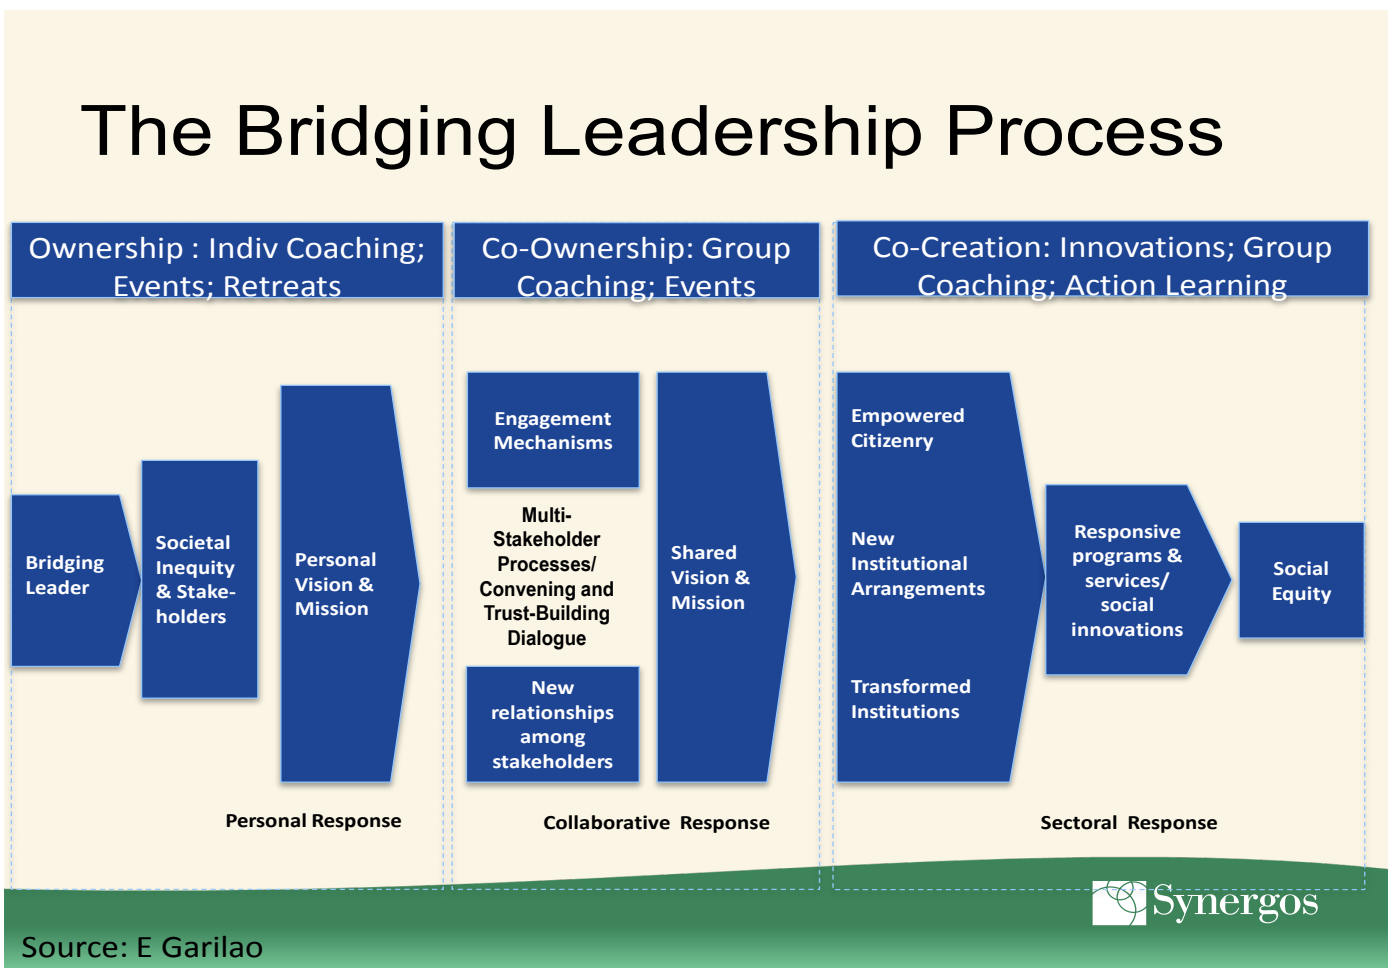 The Bridging Leadership Process
Ownership : Indiv Coaching;
Events; Retreats
Co-Ownership: Group
Coaching; Events
Co-Creation: Innovations; Group
Coaching; Action Learning
Bridging
Leader
Societal
Inequity
& Stake-
holders
Personal
Vision &
Mission
Engagement
Mechanisms
Multi-
Stakeholder
Processes/
Convening and
Trust-Building
Dialogue
New
relationships
among
stakeholders
Shared
Vision &
Mission
Empowered
Citizenry
New
Institutional
Arrangements
Transformed
Institutions
Responsive
programs &
services/
social
innovations
Social
Equity
Personal Response
Collaborative Response
Sectoral Response
Synergos
Source: E Garilao